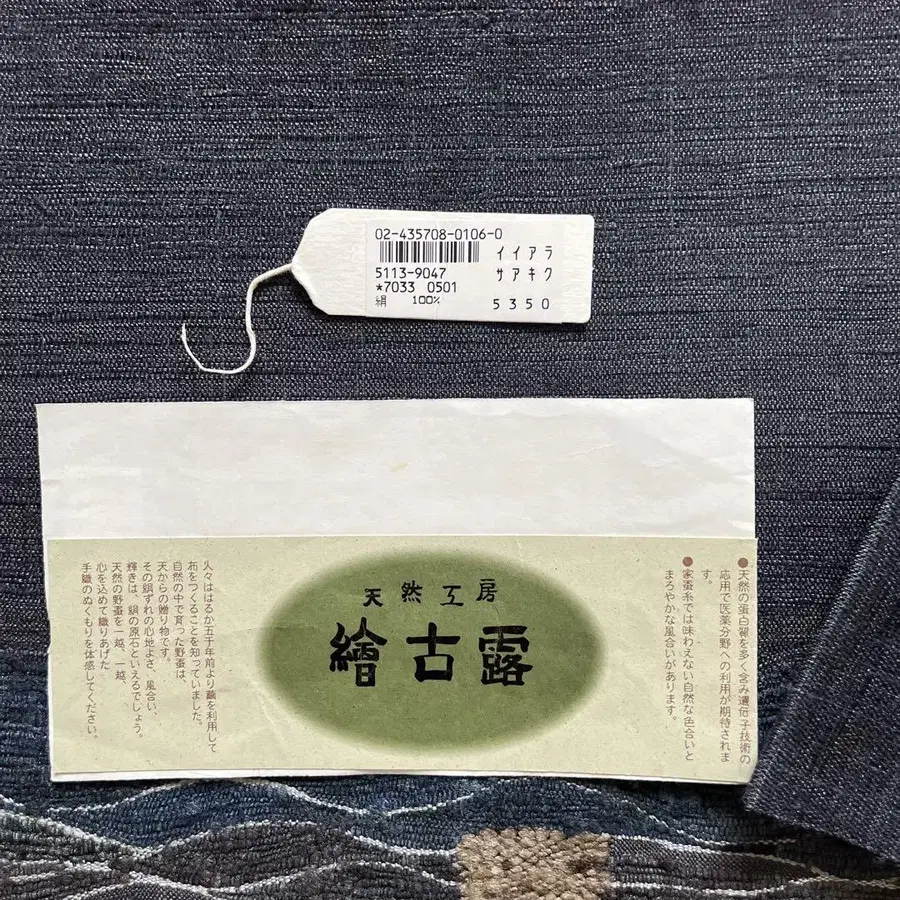 02-435708-0106-0
イイアラ
5113-9047
サアキク
*7033 0501
絹 100%
5350
天然工房
繪古露
●天然の蛋白質を多く含み遺伝子技術の
応用で医薬分野への利用が期待されま
す。
●家蚕糸では味わえない自然な色合いと
まろやかな風合いがあります。
人々ははるか五千年前より繭を利用して
布をつくることを知っていました。
自然の中で育った野蚕は、
天からの贈り物です。
その絹ずれの心地よさ、風合い、
輝きは、絹の原石といえるでしょう。
天然の野蚕を一越、一越、
心を込めて織りあげた
手織のぬくもりを体感してください。